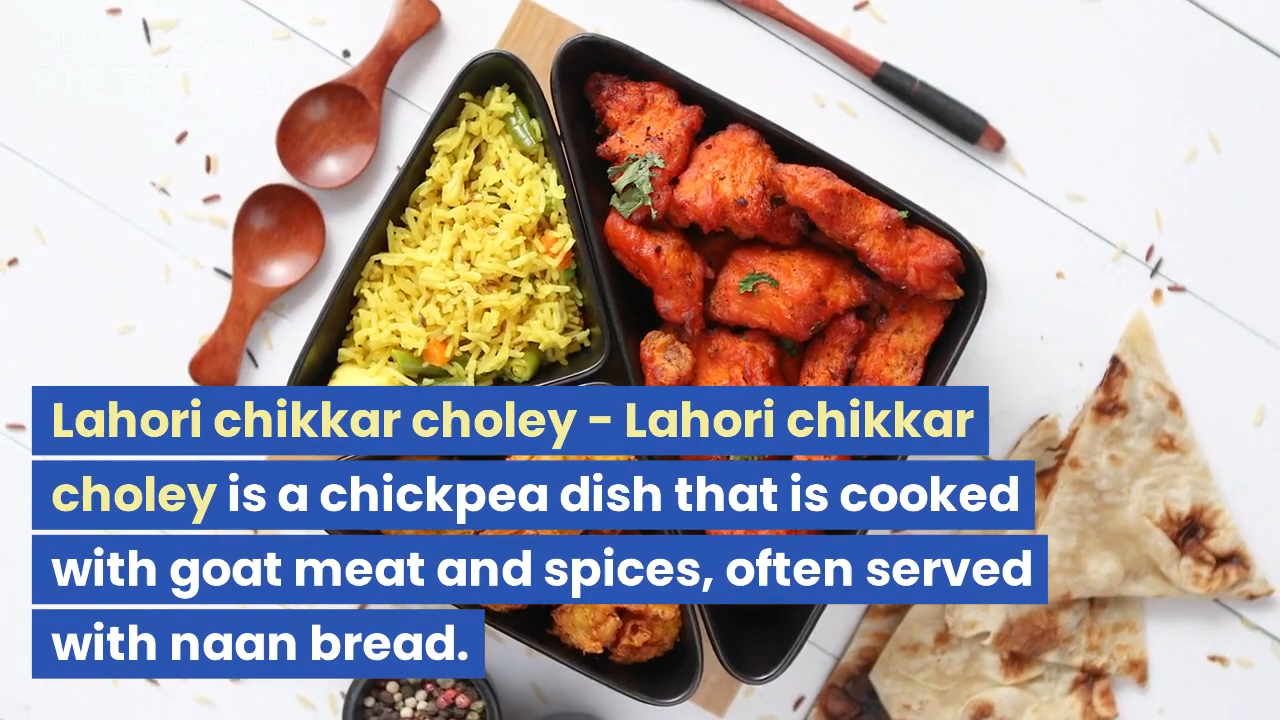 Lahori chikkar choley - Lahori chikkar
choley is a chickpea dish that is cooked
with goat meat and spices, often served
with naan bread.